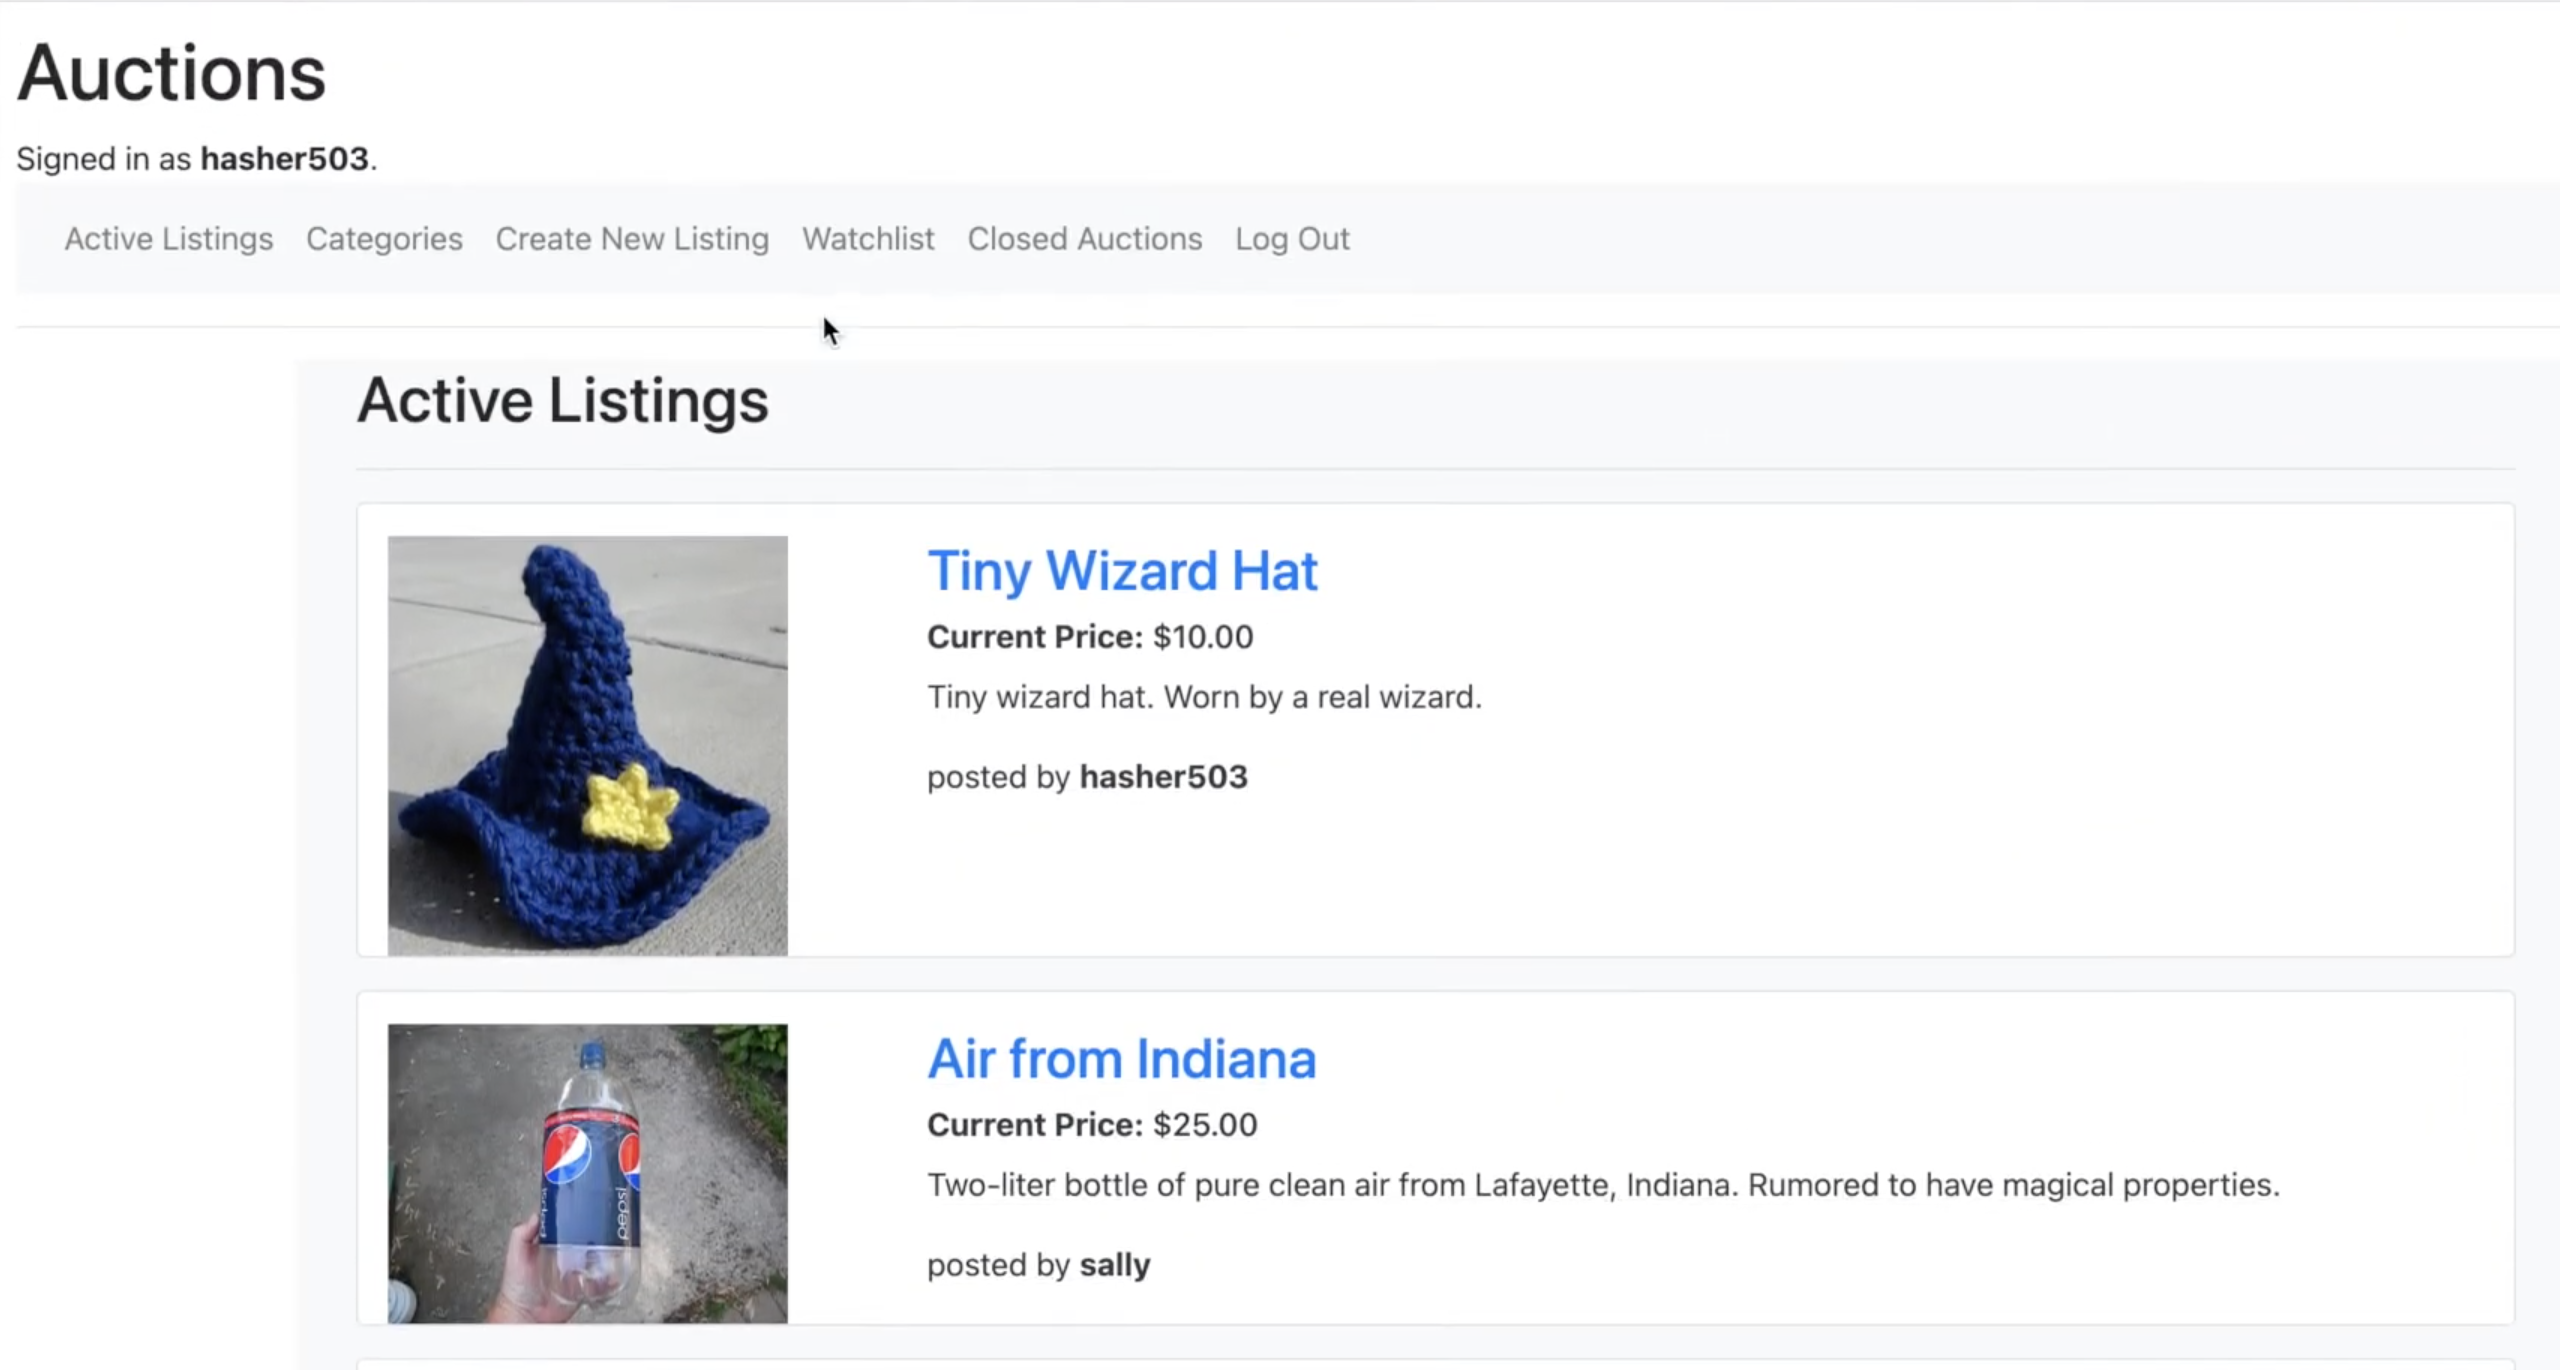 Auctions
Signed in as hasher503.
Active Listings Categories Create New Listing Watchlist Closed Auctions Log Out
Active Listings
Tiny Wizard Hat
Current Price: $10.00
Tiny wizard hat. Worn by a real wizard.
posted by hasher503
Air from Indiana
Current Price: $25.00
Two-liter bottle of pure clean air from Lafayette, Indiana. Rumored to have magical properties.
posted by sally
pepsi